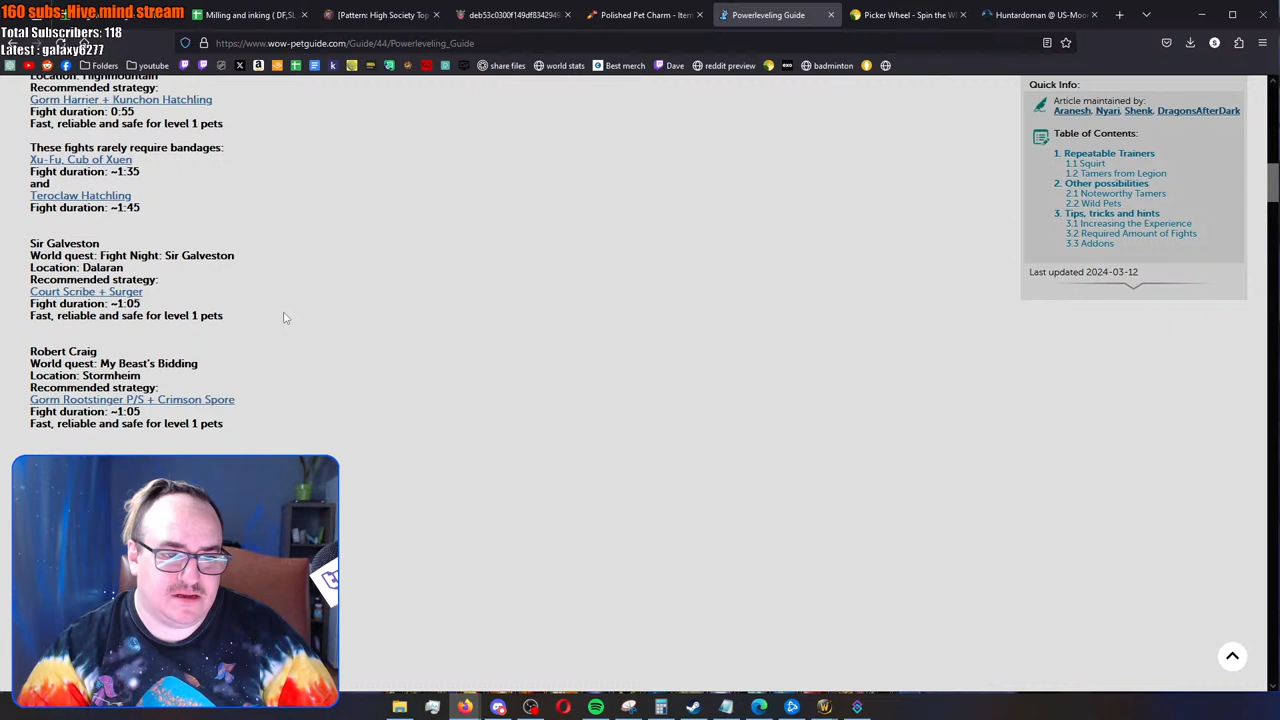 160 subs-Hive mind stream
Total Subscribers: 118
Latest : galaxy6277
Milling and inking ( DF,SL
[Pattern: High Society Top
deb53c0300f149df8342949
Polished Pet Charm - Item
Powerleveling Guide
Picker Wheel - Spin the W
Huntardoman @ US-Moo
https://www.wow-petguide.com/Guide/44/Powerleveling_Guide
Folders
youtube
share files
world stats
Best merch
Dave
reddit preview
badminton
Location: Highmountain
Recommended strategy:
Gorm Harrier + Kunchon Hatchling
Fight duration: 0:55
Fast, reliable and safe for level 1 pets
These fights rarely require bandages:
Xu-Fu, Cub of Xuen
Fight duration: ~1:35
and
Teroclaw Hatchling
Fight duration: ~1:45
Sir Galveston
World quest: Fight Night: Sir Galveston
Location: Dalaran
Recommended strategy:
Court Scribe + Surger
Fight duration: ~1:05
Fast, reliable and safe for level 1 pets
Robert Craig
World quest: My Beast's Bidding
Location: Stormheim
Recommended strategy:
Gorm Rootstinger P/S + Crimson Spore
Fight duration: ~1:05
Fast, reliable and safe for level 1 pets
Quick Info:
Article maintained by:
Aranesh, Nyari, Shenk, DragonsAfterDark
Table of Contents:
1. Repeatable Trainers
1.1 Squirt
1.2 Tamers from Legion
2. Other possibilities
2.1 Noteworthy Tamers
2.2 Wild Pets
3. Tips, tricks and hints
3.1 Increasing the Experience
3.2 Required Amount of Fights
3.3 Addons
Last updated 2024-03-12